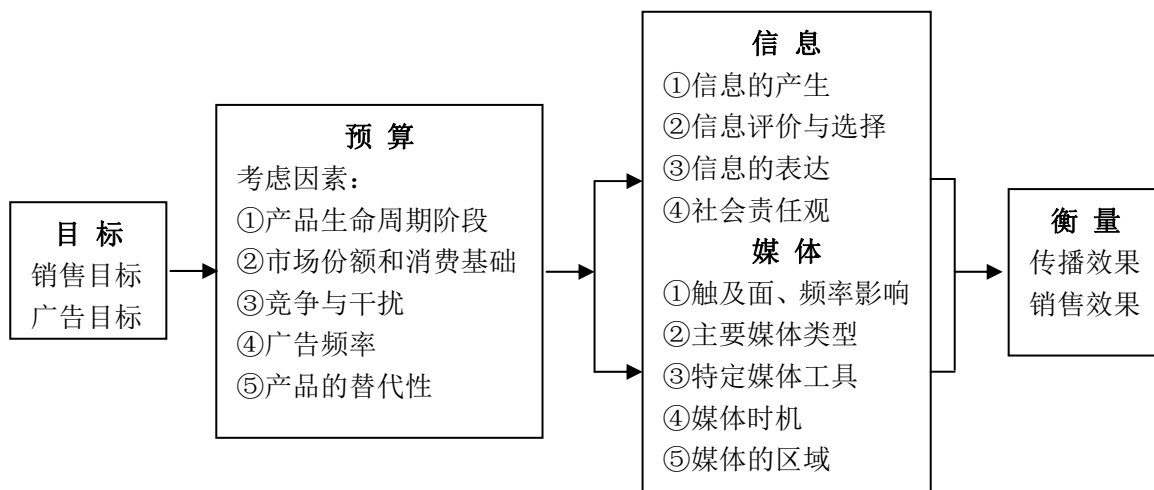 目 标
销售目标
广告目标
预 算
考虑因素：
①产品生命周期阶段
②市场份额和消费基础
③竞争与干扰
④广告频率
⑤产品的替代性
信 息
①信息的产生
②信息评价与选择
③信息的表达
④社会责任观
媒 体
①触及面、频率影响
②主要媒体类型
③特定媒体工具
④媒体时机
⑤媒体的区域
衡 量
传播效果
销售效果